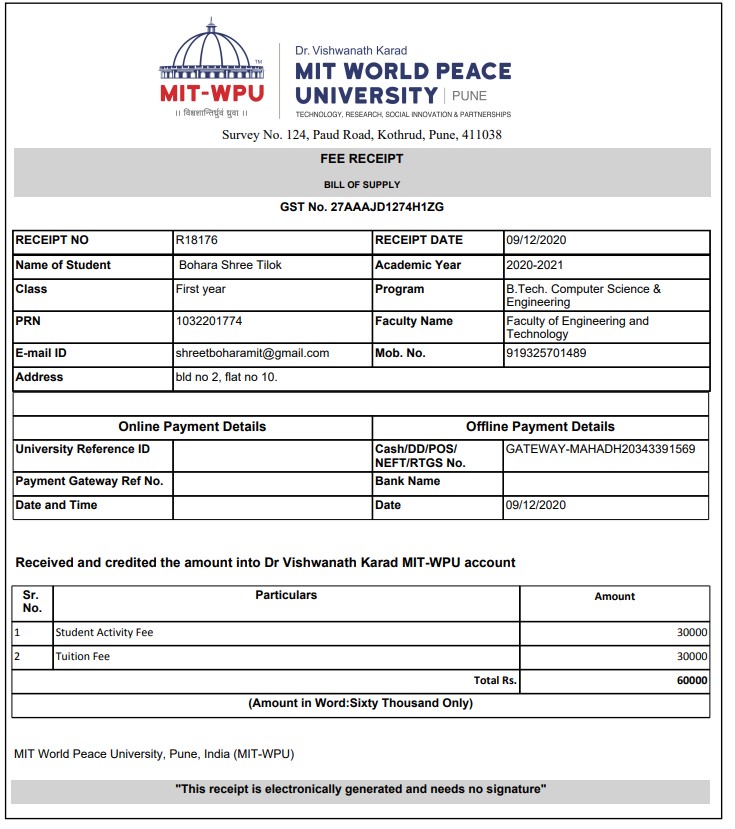 Dr. Vishwanath Karad
MIT WORLD PEACE
UNIVERSITY | PUNE
TECHNOLOGY, RESEARCH, SOCIAL INNOVATION & PARTNERSHIPS
TM
MIT-WPU
।। विश्वशान्तिर्ध्रुवं ध्रुवा ।।
Survey No. 124, Paud Road, Kothrud, Pune, 411038
FEE RECEIPT
BILL OF SUPPLY
GST No. 27AAAJD1274H1ZG
RECEIPT NO R18176 RECEIPT DATE 09/12/2020
Name of Student Bohara Shree Tilok Academic Year 2020-2021
Class First year Program B.Tech. Computer Science &
Engineering
PRN 1032201774 Faculty Name Faculty of Engineering and
Technology
E-mail ID shreetboharamit@gmail.com Mob. No. 919325701489
Address bld no 2, flat no 10.
Online Payment Details Offline Payment Details
University Reference ID Cash/DD/POS/ GATEWAY-MAHADH20343391569
NEFT/RTGS No.
Payment Gateway Ref No. Bank Name
Date and Time Date 09/12/2020
Received and credited the amount into Dr Vishwanath Karad MIT-WPU account
Sr. Particulars Amount
No.
1 Student Activity Fee 30000
2 Tuition Fee 30000
Total Rs. 60000
(Amount in Word:Sixty Thousand Only)
MIT World Peace University, Pune, India (MIT-WPU)
"This receipt is electronically generated and needs no signature"